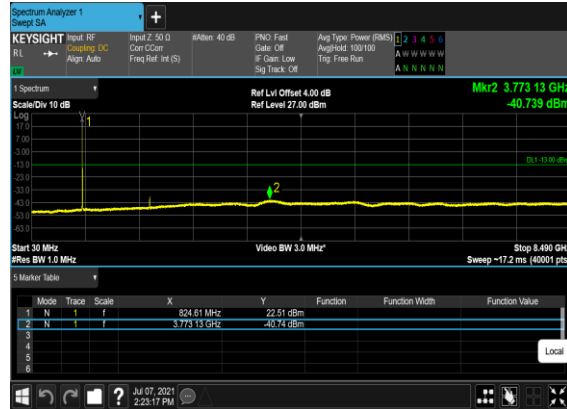 Spectrum Analyzer 1
Swept SA
+
KEYSIGHT Input: RF Input Z: 50 Ω #Atten: 40 dB PNO: Fast Avg Type: Power (RMS) 1 2 3 4 5 6
RL Coupling: DC Corr CCorr Gate: Off Avg|Hold: 100/100 A W W W W W
Align: Auto Freq Ref: Int (S) IF Gain: Low Trig: Free Run
Sig Track: Off A N N N N N
1 Spectrum Ref Lvl Offset 4.00 dB Mkr2 3.773 13 GHz
Scale/Div 10 dB Ref Level 27.00 dBm -40.739 dBm
Log
17.0
1
7.00
-3.00
-13.0 DL1 -13.00 dBm
-23.0
-33.0 2
-43.0
-53.0
-63.0
Start 30 MHz Video BW 3.0 MHz* Stop 8.490 GHz
#Res BW 1.0 MHz Sweep ~17.2 ms (40001 pts)
5 Marker Table
Mode Trace Scale X Y Function Function Width Function Value
1 N 1 f 824.61 MHz 22.51 dBm
2 N 1 f 3.773 13 GHz -40.74 dBm
3
4
5
6
Local
? Jul 07, 2021
2:23:17 PM